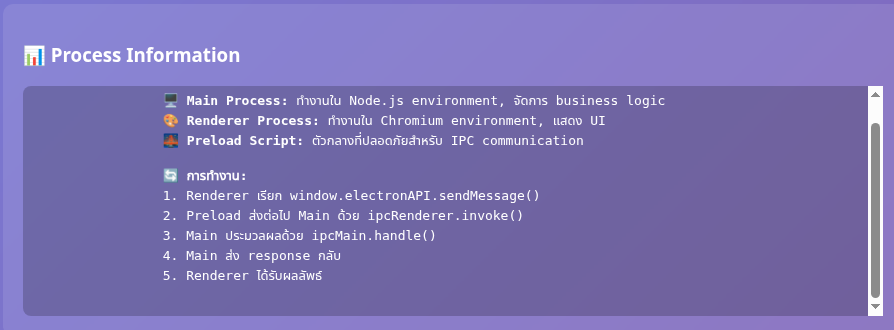 📊 Process Information
🖥️ Main Process: ทำงานใน Node.js environment, จัดการ business logic
🎨 Renderer Process: ทำงานใน Chromium environment, แสดง UI
🌉 Preload Script: ตัวกลางที่ปลอดภัยสำหรับ IPC communication
🔄 การทำงาน:
1. Renderer เรียก window.electronAPI.sendMessage()
2. Preload ส่งต่อไป Main ด้วย ipcRenderer.invoke()
3. Main ประมวลผลด้วย ipcMain.handle()
4. Main ส่ง response กลับ
5. Renderer ได้รับผลลัพธ์